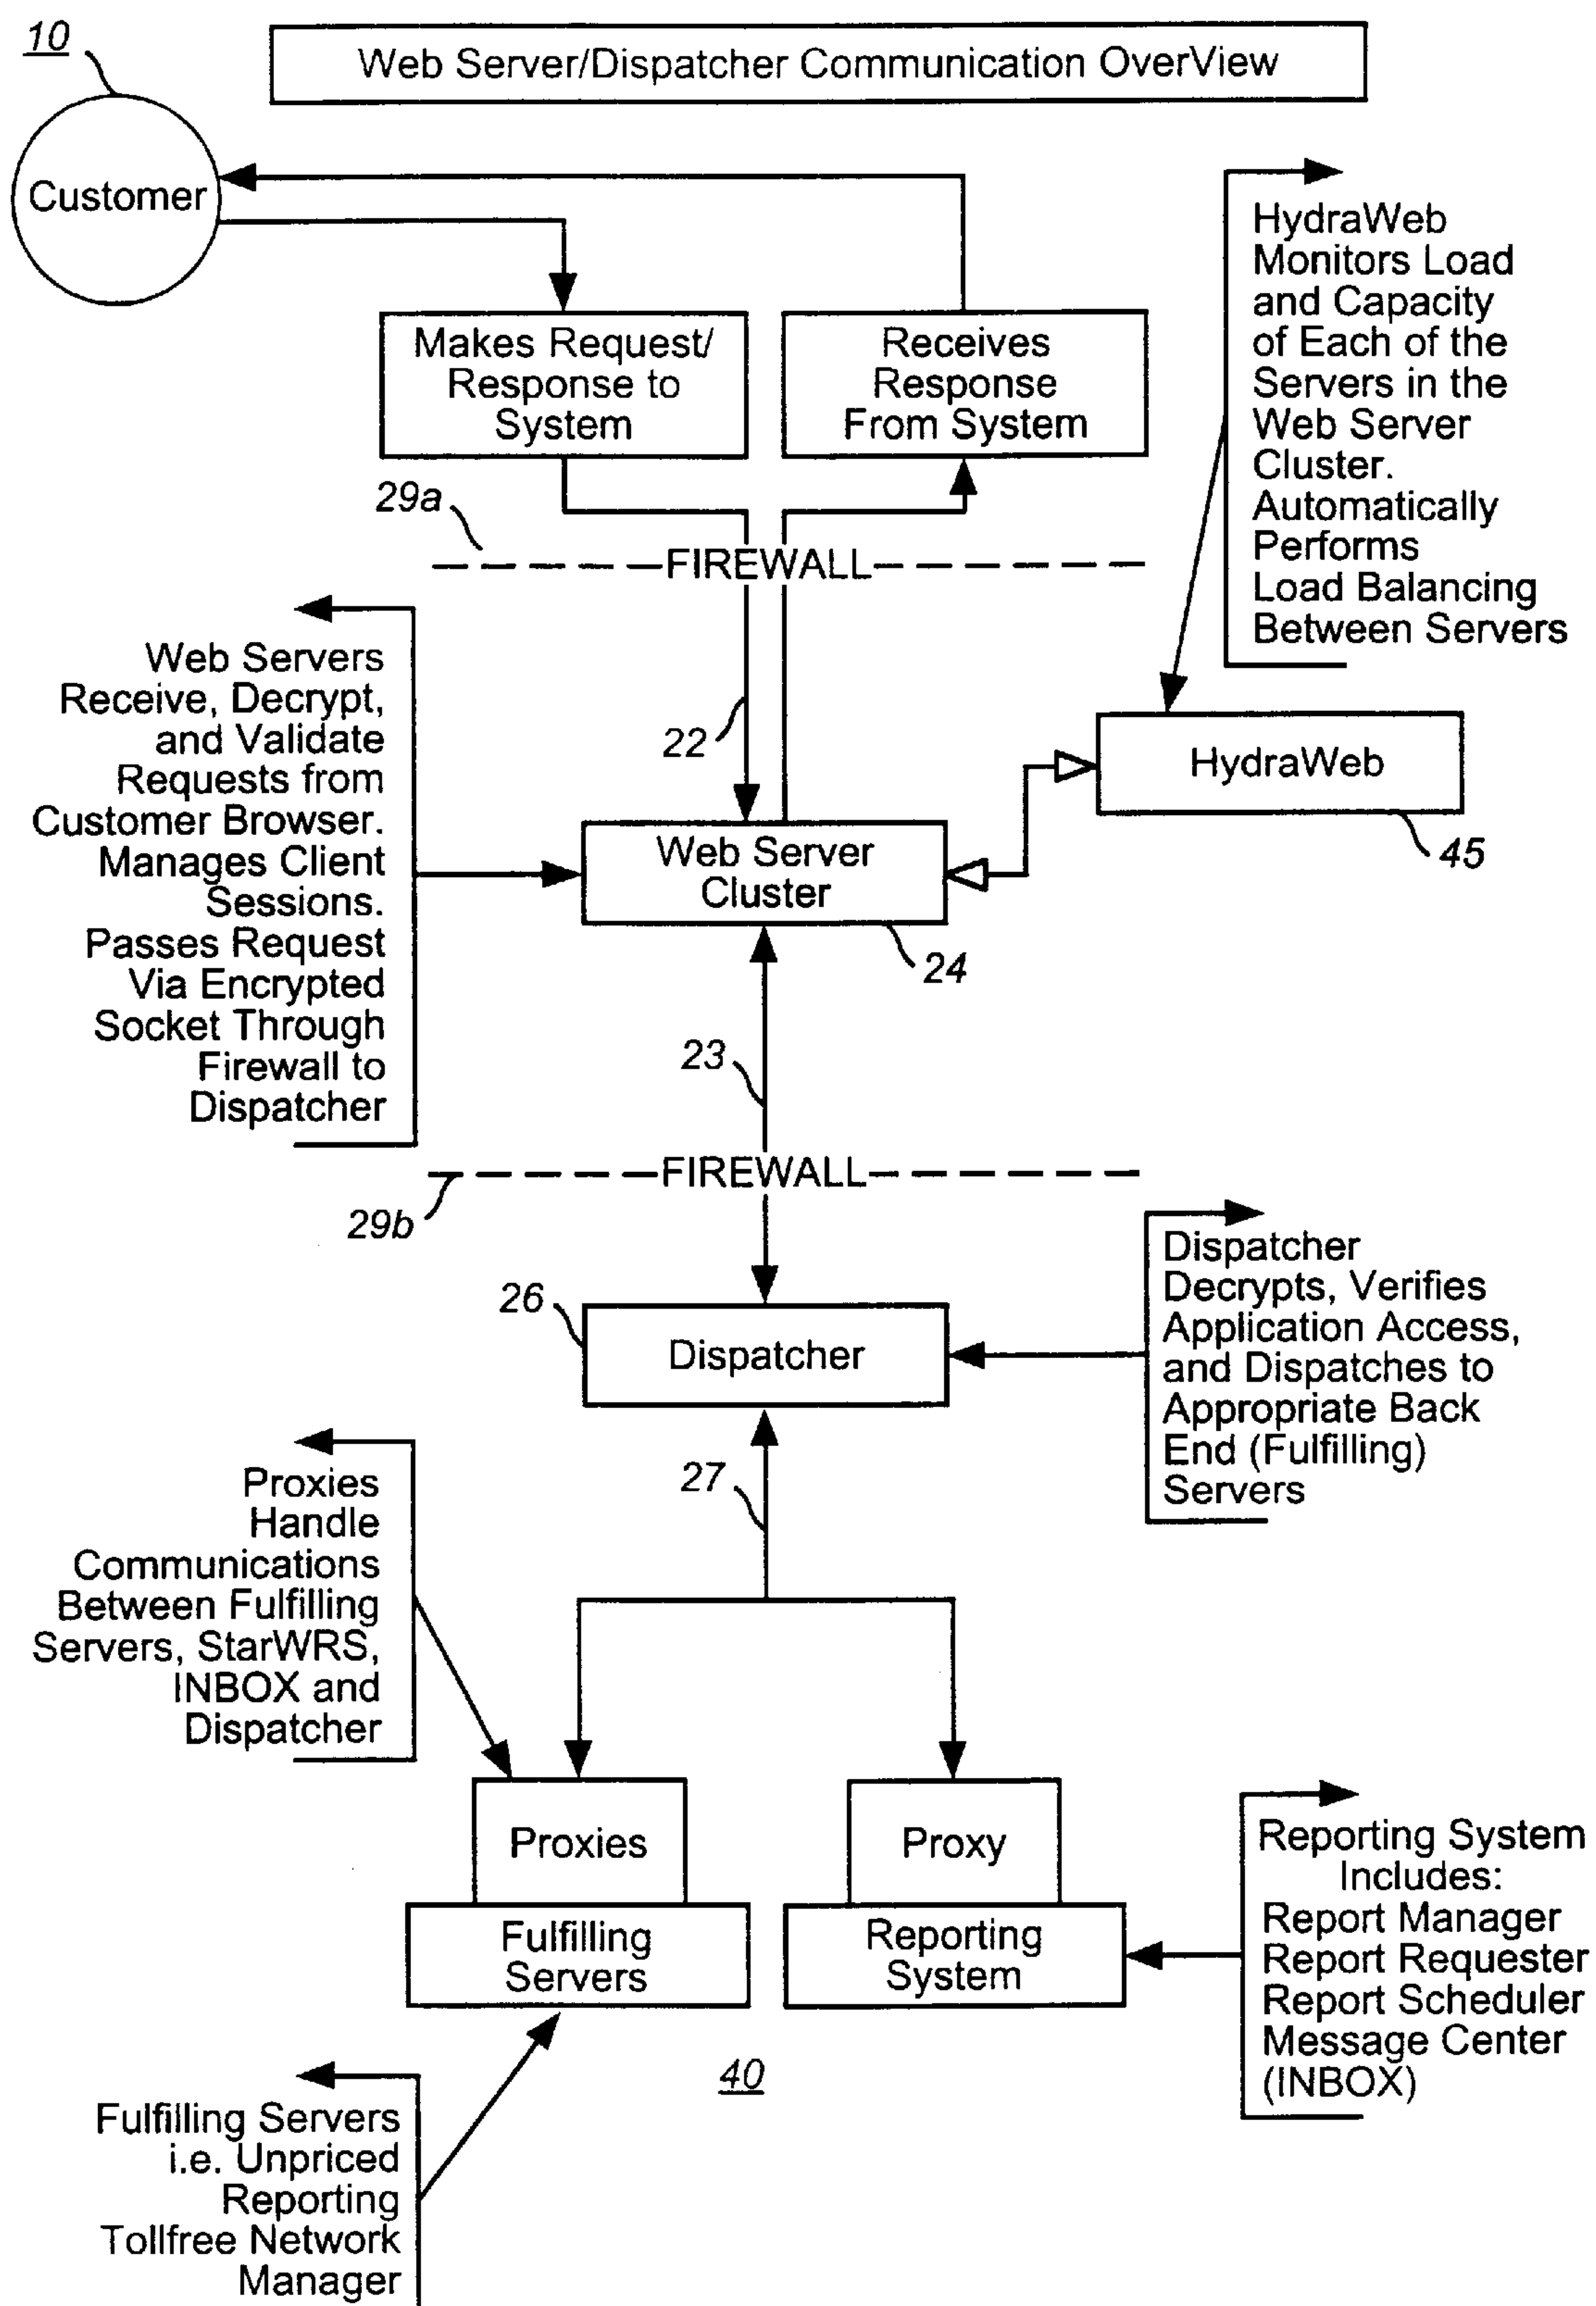 10
Web Server/Dispatcher Communication OverView
Customer
Makes Request/
Response to
System
Receives
Response
From System
HydraWeb
Monitors Load
and Capacity
of Each of the
Servers in the
Web Server
Cluster.
Automatically
Performs
Load Balancing
Between Servers
29a
FIREWALL
Web Servers
Receive, Decrypt,
and Validate
Requests from
Customer Browser.
Manages Client
Sessions.
Passes Request
Via Encrypted
Socket Through
Firewall to
Dispatcher
22
HydraWeb
45
Web Server
Cluster
24
23
FIREWALL
29b
26
Dispatcher
Dispatcher
Decrypts, Verifies
Application Access,
and Dispatches to
Appropriate Back
End (Fulfilling)
Servers
27
Proxies
Handle
Communications
Between Fulfilling
Servers, StarWRS,
INBOX and
Dispatcher
Proxies
Fulfilling
Servers
Proxy
Reporting
System
Reporting System
Includes:
Report Manager
Report Requester
Report Scheduler
Message Center
(INBOX)
40
Fulfilling Servers
i.e. Unpriced
Reporting
Tollfree Network
Manager